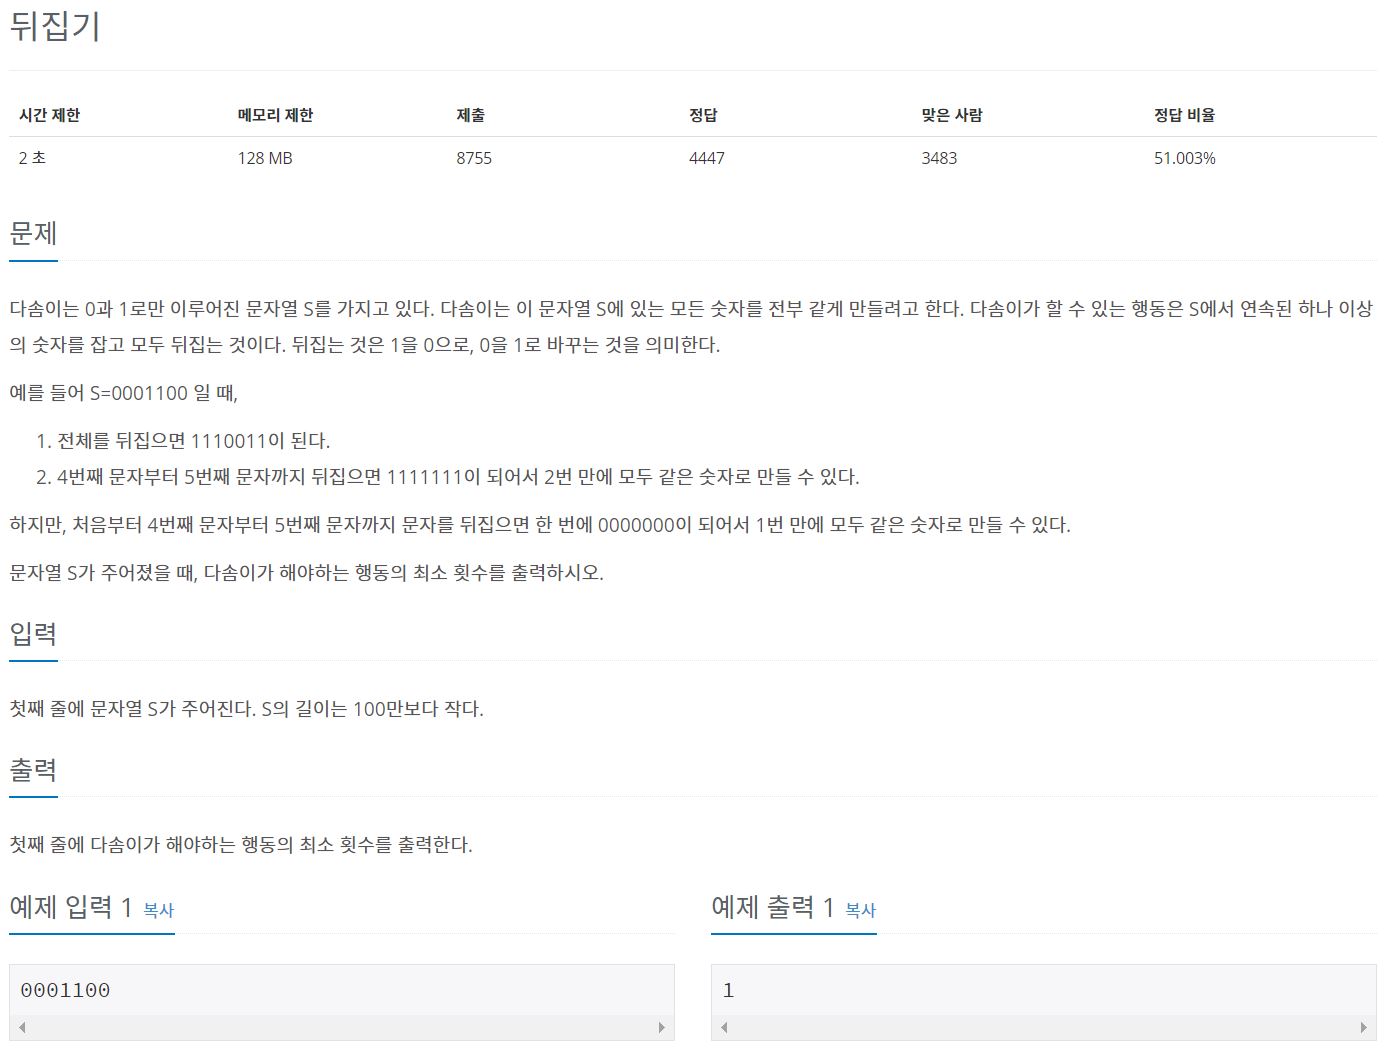 뒤집기
시간 제한 메모리 제한 제출 정답 맞은 사람 정답 비율
2 초 128 MB 8755 4447 3483 51.003%
문제
다솜이는 0과 1로만 이루어진 문자열 S를 가지고 있다. 다솜이는 이 문자열 S에 있는 모든 숫자를 전부 같게 만들려고 한다. 다솜이가 할 수 있는 행동은 S에서 연속된 하나 이상
의 숫자를 잡고 모두 뒤집는 것이다. 뒤집는 것은 1을 0으로, 0을 1로 바꾸는 것을 의미한다.
예를 들어 S=0001100 일 때,
1. 전체를 뒤집으면 1110011이 된다.
2. 4번째 문자부터 5번째 문자까지 뒤집으면 1111111이 되어서 2번 만에 모두 같은 숫자로 만들 수 있다.
하지만, 처음부터 4번째 문자부터 5번째 문자까지 문자를 뒤집으면 한 번에 0000000이 되어서 1번 만에 모두 같은 숫자로 만들 수 있다.
문자열 S가 주어졌을 때, 다솜이가 해야하는 행동의 최소 횟수를 출력하시오.
입력
첫째 줄에 문자열 S가 주어진다. S의 길이는 100만보다 작다.
출력
첫째 줄에 다솜이가 해야하는 행동의 최소 횟수를 출력한다.
예제 입력 1 복사 예제 출력 1 복사
0001100 1